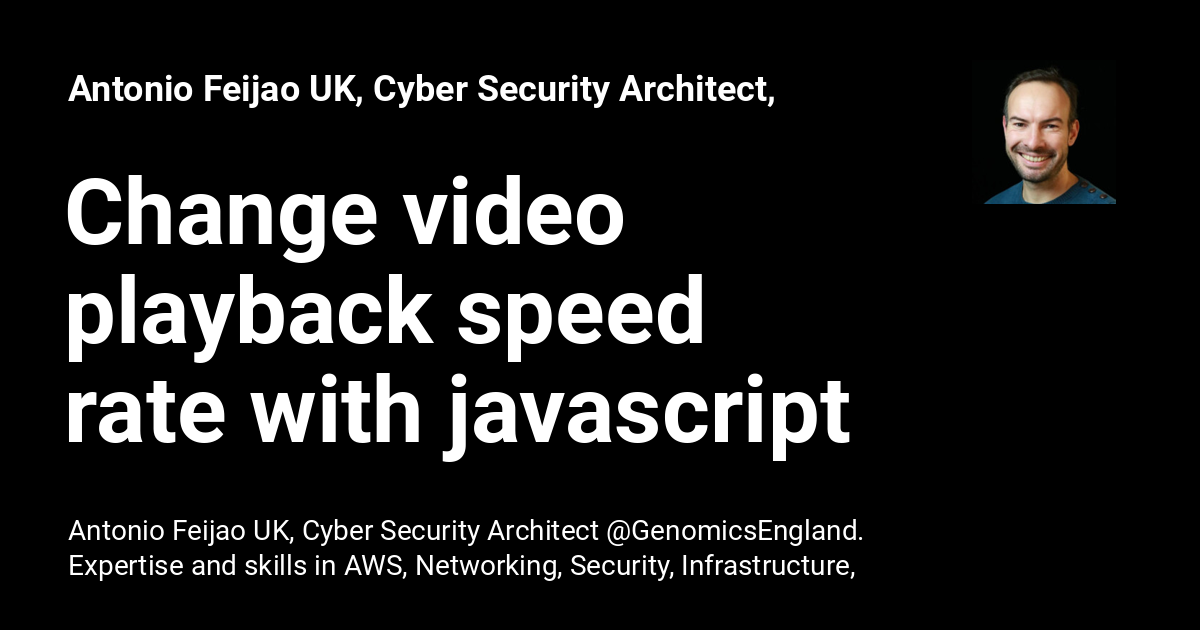 Antonio Feijao UK, Cyber Security Architect,
Change video
playback speed
rate with javascript
Antonio Feijao UK, Cyber Security Architect @GenomicsEngland.
Expertise and skills in AWS, Networking, Security, Infrastructure,